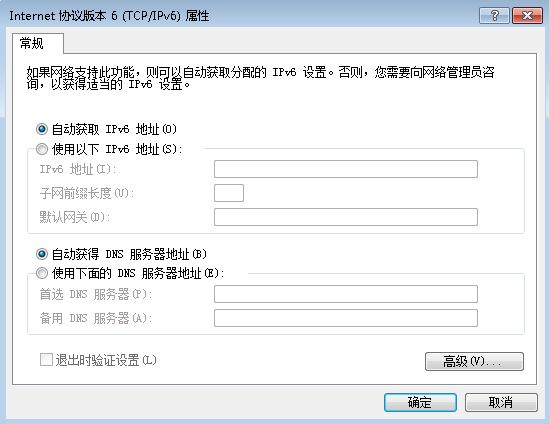 Internet 协议版本 6 (TCP/IPv6) 属性
常规
如果网络支持此功能，则可以自动获取分配的 IPv6 设置。否则，您需要向网络管理员咨
询，以获得适当的 IPv6 设置。
自动获取 IPv6 地址(O)
使用以下 IPv6 地址(S):
IPv6 地址(I):
子网前缀长度(U):
默认网关(D):
自动获得 DNS 服务器地址(B)
使用下面的 DNS 服务器地址(E):
首选 DNS 服务器(P):
备用 DNS 服务器(A):
退出时验证设置(L)
高级(V)...
确定
取消